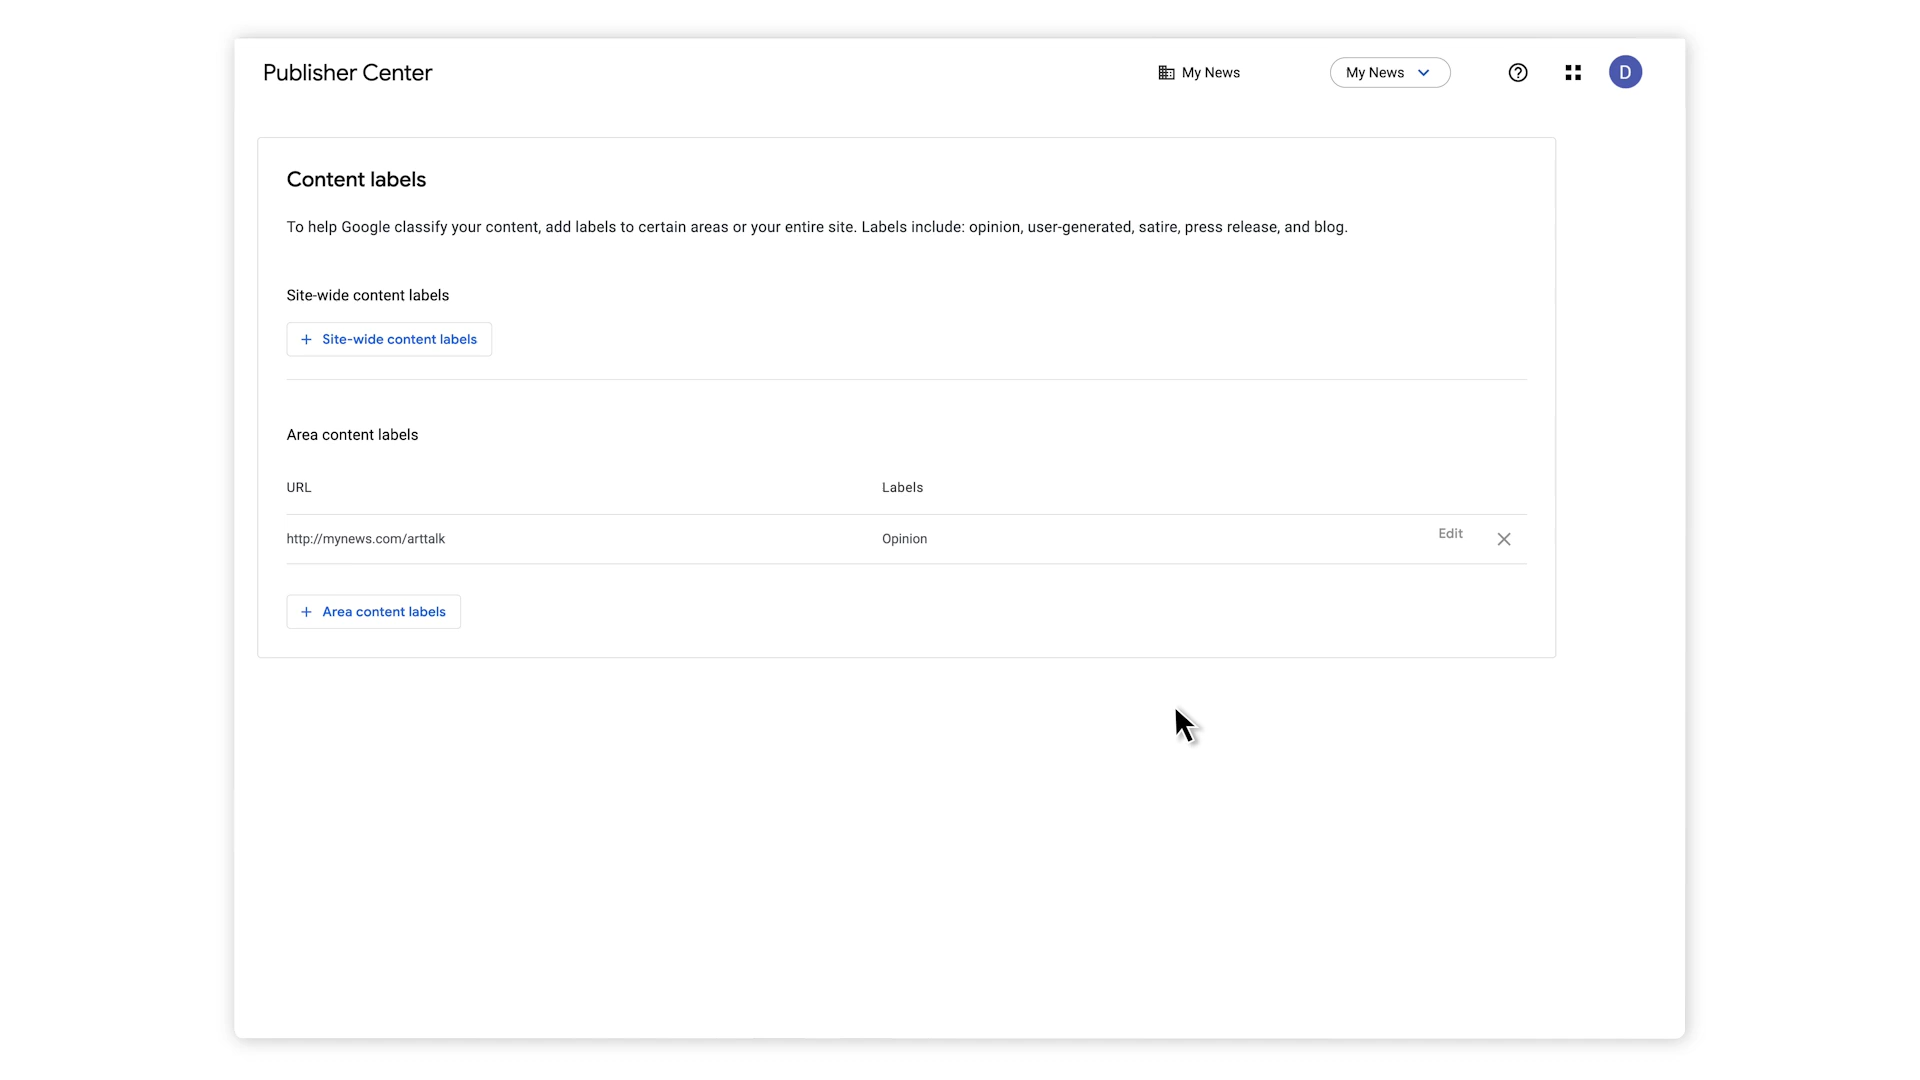 Publisher Center
My News
My News
D
Content labels
To help Google classify your content, add labels to certain areas or your entire site. Labels include: opinion, user-generated, satire, press release, and blog.
Site-wide content labels
+ Site-wide content labels
Area content labels
URL
Labels
http://mynews.com/arttalk
Opinion
Edit
+ Area content labels